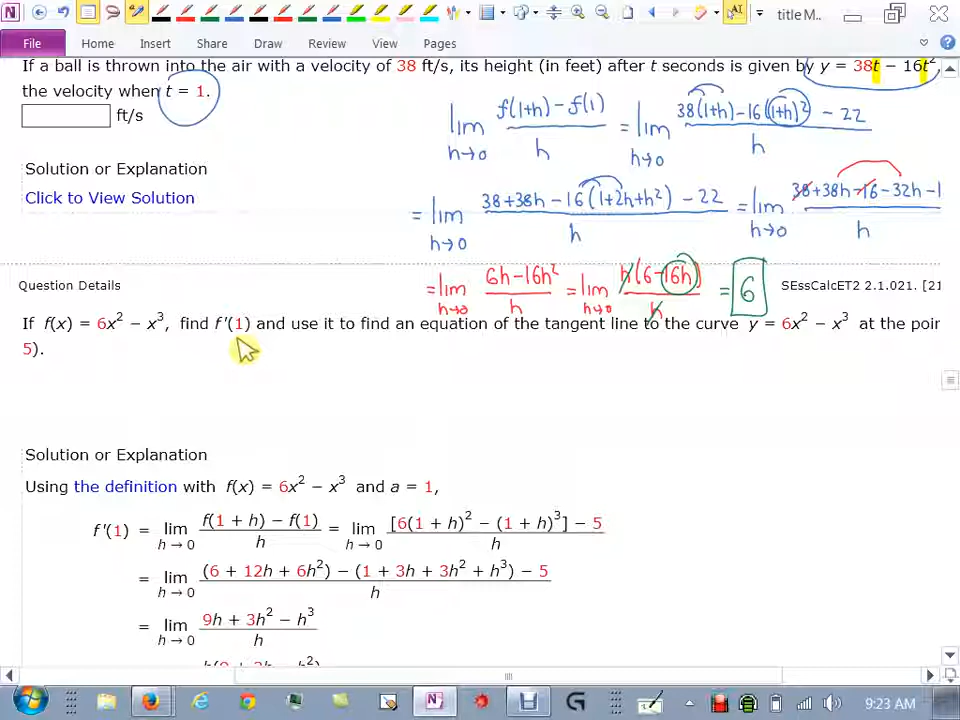 title M...
File Home Insert Share Draw Review View Pages
If a ball is thrown into the air with a velocity of 38 ft/s, its height (in feet) after t seconds is given by y = 38t − 16t²,
the velocity when t = 1.
ft/s
lim h→0 f(1+h) − f(1) / h = lim h→0 38(1+h) − 16(1+h)² − 22 / h
Solution or Explanation
Click to View Solution
= lim h→0 38+38h − 16(1+2h+h²) − 22 / h = lim h→0 38+38h − 16 − 32h − 1 / h
= lim h→0 6h − 16h² / h = lim h→0 h(6 − 16h) / h = 6
Question Details SEssCalcET2 2.1.021. [21
If f(x) = 6x² − x³, find f'(1) and use it to find an equation of the tangent line to the curve y = 6x² − x³ at the poir
5).
Solution or Explanation
Using the definition with f(x) = 6x² − x³ and a = 1,
f'(1) = lim h → 0 f(1 + h) − f(1) / h = lim h → 0 [6(1 + h)² − (1 + h)³] − 5 / h
= lim h → 0 (6 + 12h + 6h²) − (1 + 3h + 3h² + h³) − 5 / h
= lim h → 0 9h + 3h² − h³ / h
9:23 AM